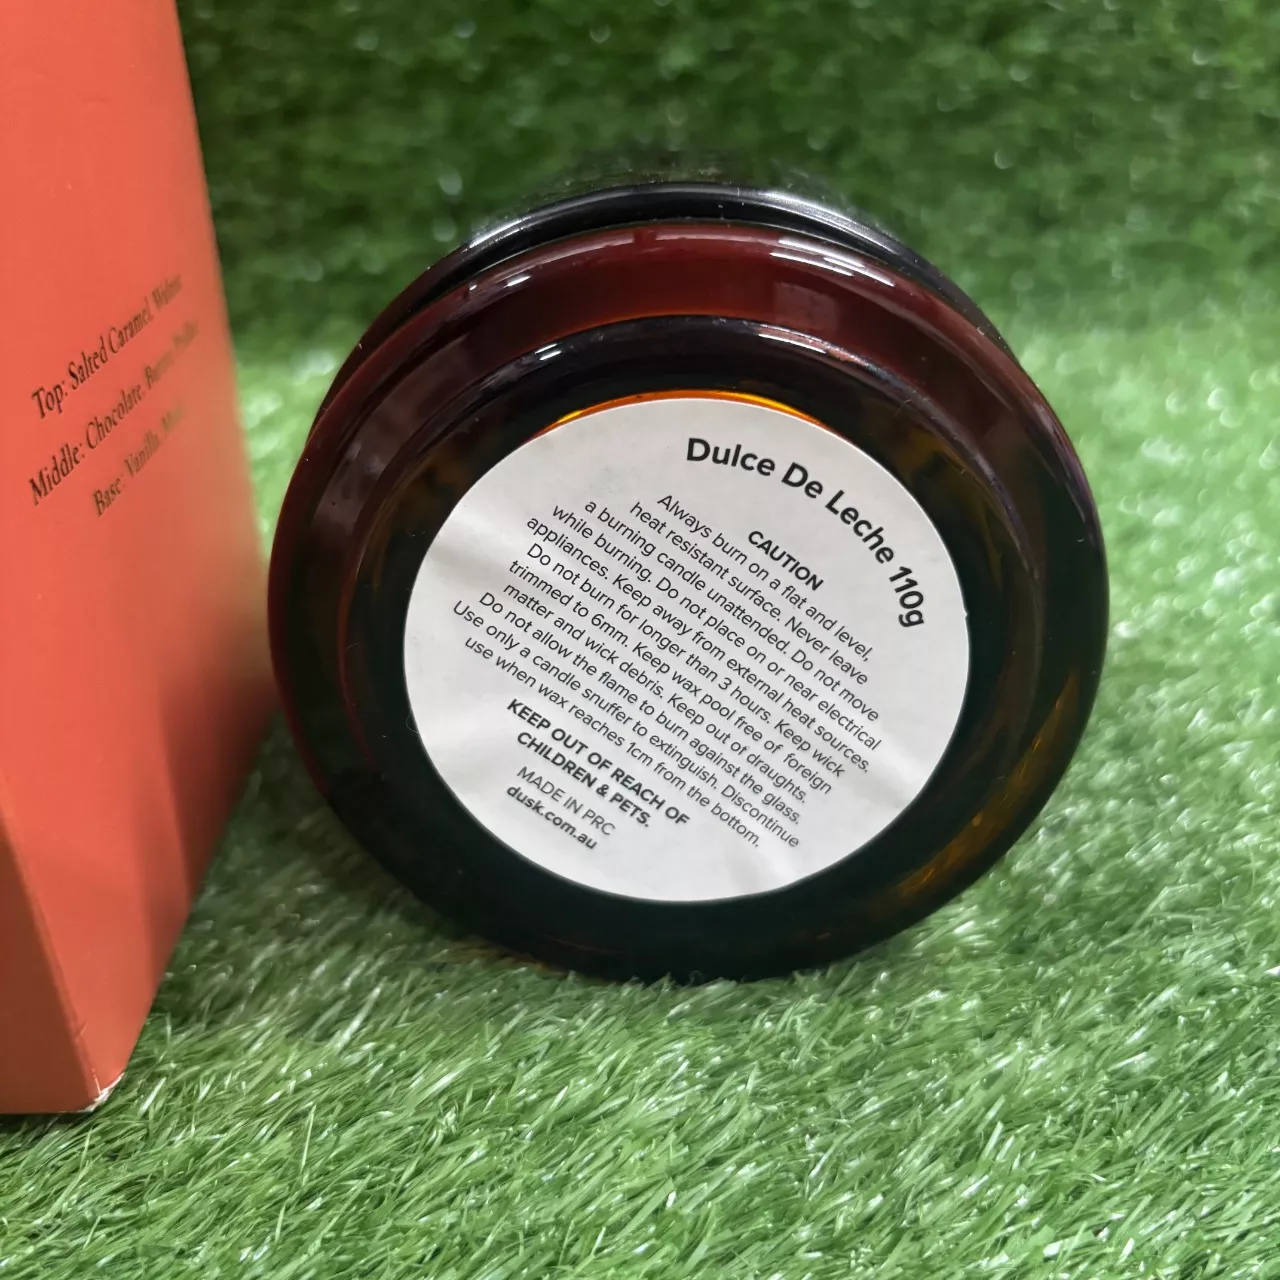 Top: Salted Caramel, Walnut
Middle: Chocolate, Butter,
Base: Vanilla,
Dulce De Leche 110g
CAUTION
Always burn on a flat and level,
heat resistant surface. Never leave
a burning candle unattended. Do not move
while burning. Do not place on or near electrical
appliances. Keep away from external heat sources.
Do not burn for longer than 3 hours. Keep wick
trimmed to 6mm. Keep wax pool free of foreign
matter and wick debris. Keep out of draughts.
Do not allow the flame to burn against the glass.
Use only a candle snuffer to extinguish. Discontinue
use when wax reaches 1cm from the bottom.
KEEP OUT OF REACH OF
CHILDREN & PETS.
MADE IN PRC
dusk.com.au